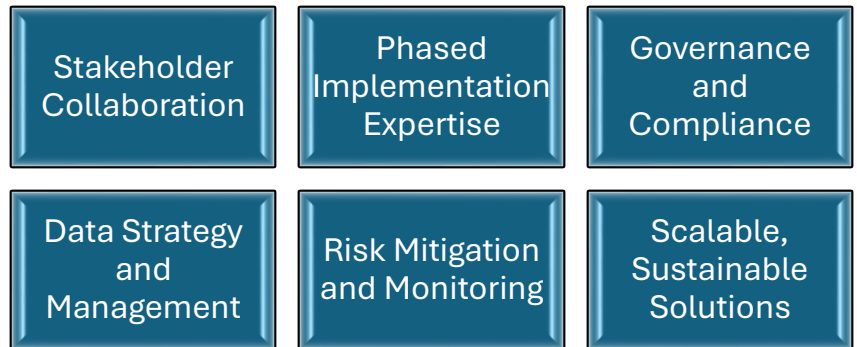 Stakeholder
Collaboration
Phased
Implementation
Expertise
Governance
and
Compliance
Data Strategy
and
Management
Risk Mitigation
and Monitoring
Scalable,
Sustainable
Solutions